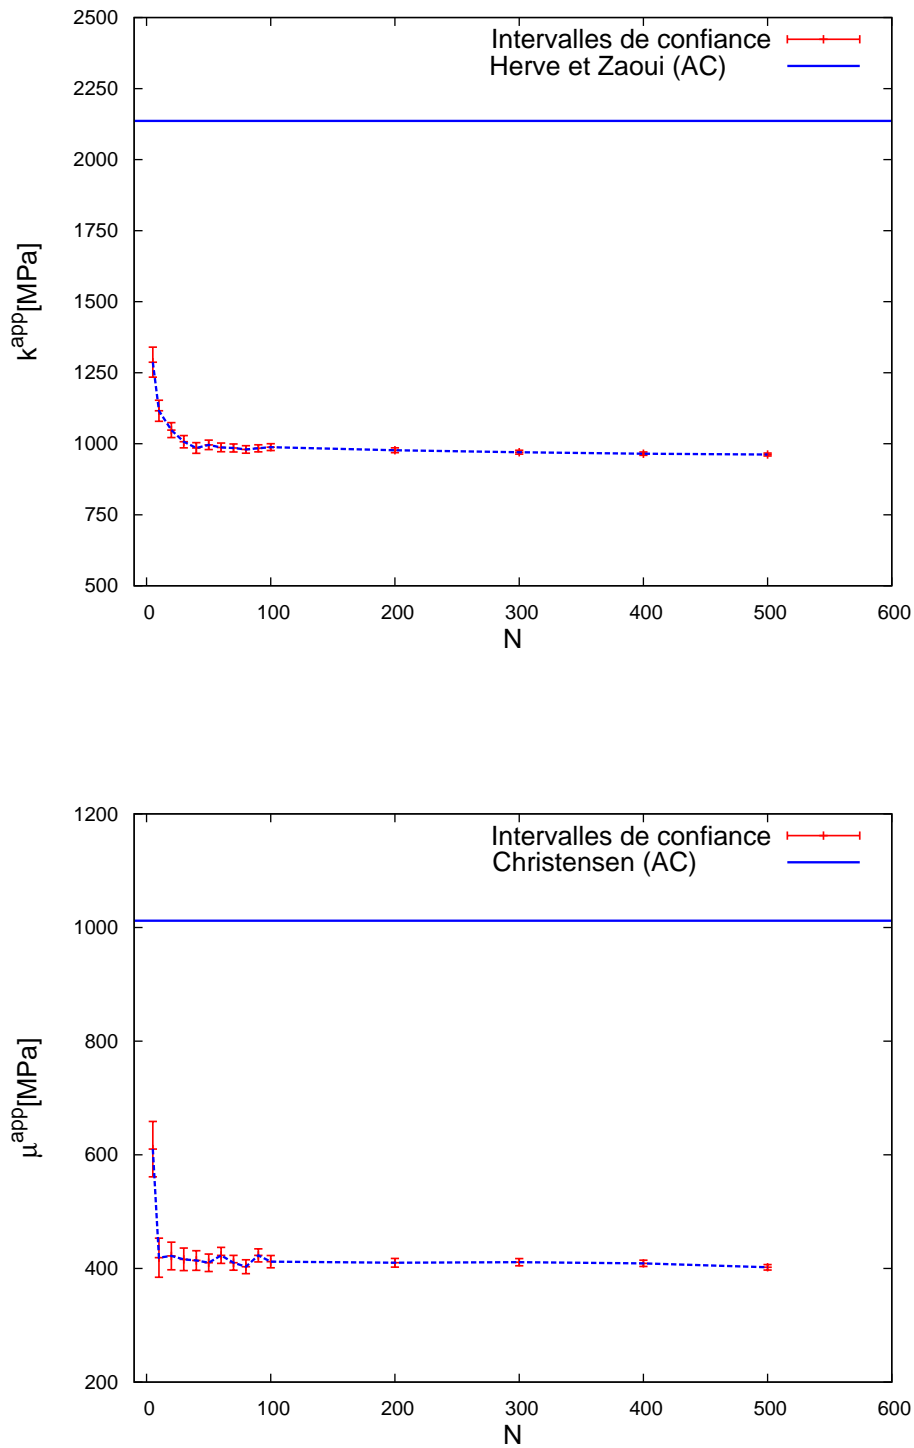 2500
2250
2000
1750
1500
1250
1000
750
500
k^app[MPa]
Intervalles de confiance
Herve et Zaoui (AC)
0 100 200 300 400 500 600
N
1200
1000
800
600
400
200
μ^app[MPa]
Intervalles de confiance
Christensen (AC)
0 100 200 300 400 500 600
N